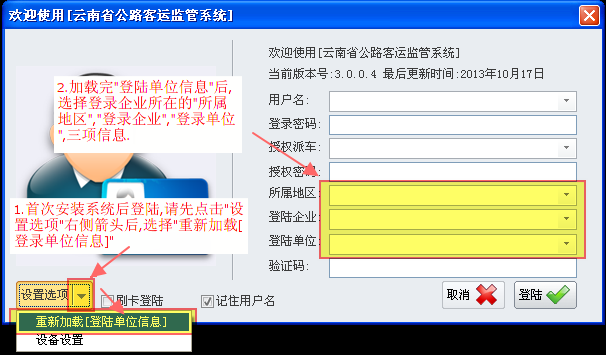 欢迎使用[云南省公路客运监管系统]
欢迎使用[云南省公路客运监管系统]
当前版本号:3.0.0.4 最后更新时间:2013年10月17日
2.加载完"登陆单位信息"后,
选择登录企业所在的"所属
地区","登录企业","登录单位
",三项信息.
用户名:
登录密码:
授权派车:
授权密码:
所属地区:
登陆企业:
登陆单位:
验证码:
1.首次安装系统后登陆,请先点击"设
置选项"右侧箭头后,选择"重新加载[
登录单位信息]"
设置选项
刷卡登陆
记住用户名
取消
登陆
重新加载[登陆单位信息]
设备设置